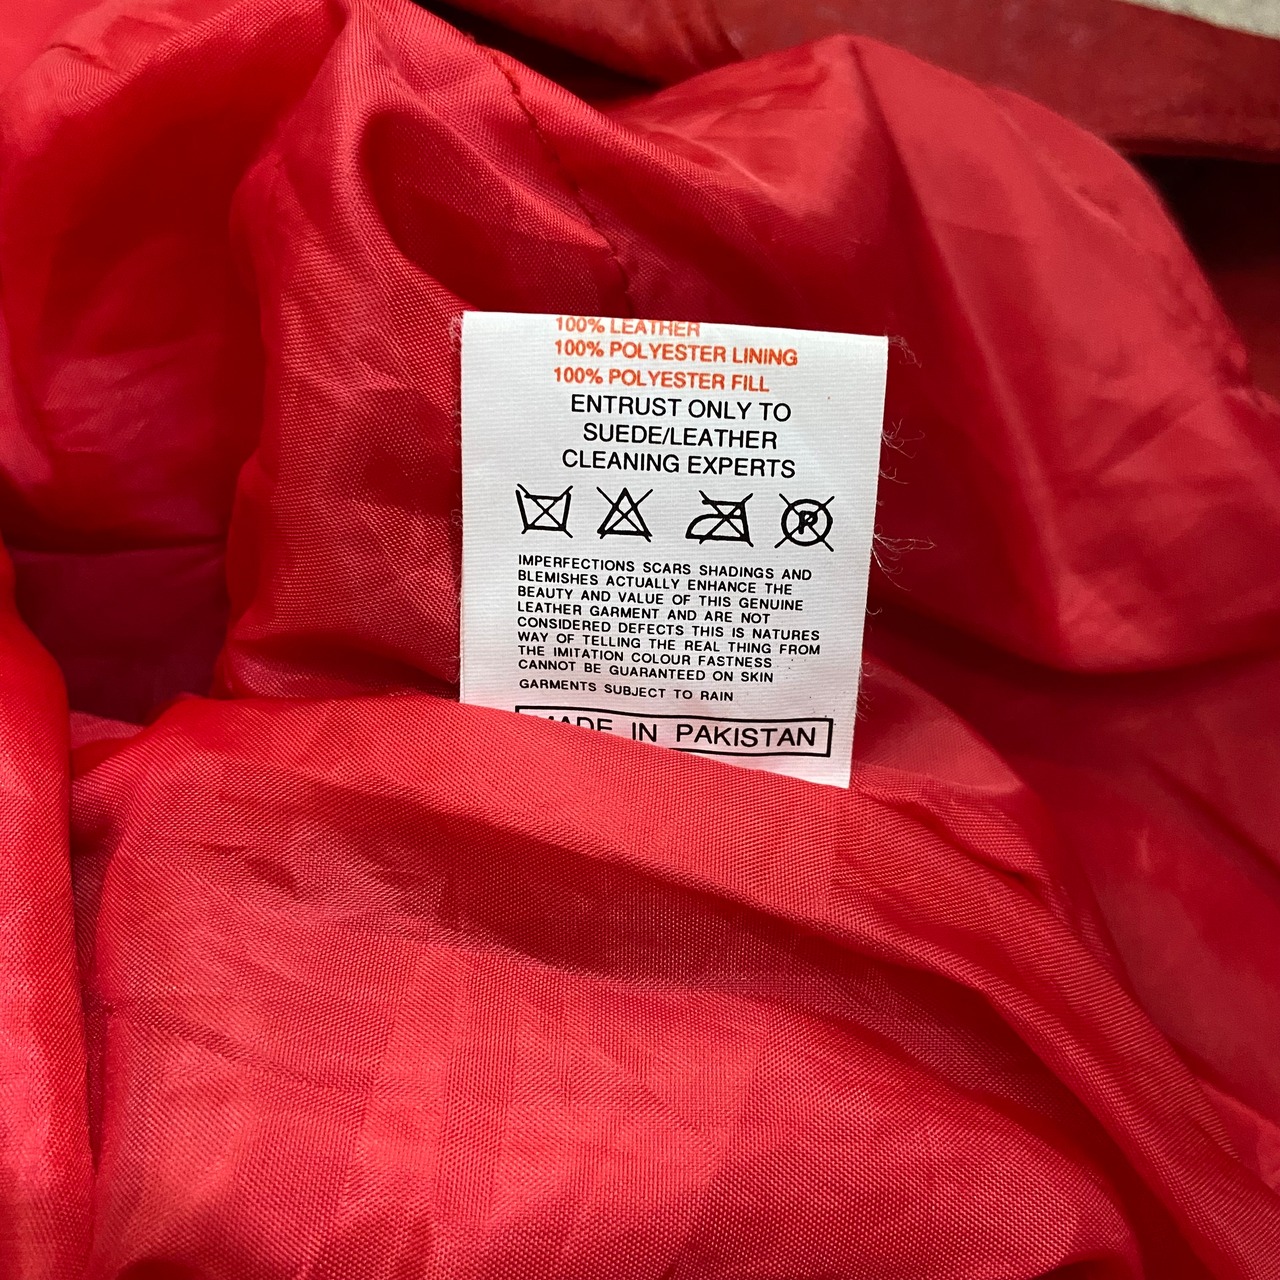 100% LEATHER
100% POLYESTER LINING
100% POLYESTER FILL
ENTRUST ONLY TO
SUEDE/LEATHER
CLEANING EXPERTS
P
IMPERFECTIONS SCARS SHADINGS AND
BLEMISHES ACTUALLY ENHANCE THE
BEAUTY AND VALUE OF THIS GENUINE
LEATHER GARMENT AND ARE NOT
CONSIDERED DEFECTS THIS IS NATURES
WAY OF TELLING THE REAL THING FROM
THE IMITATION COLOUR FASTNESS
CANNOT BE GUARANTEED ON SKIN
GARMENTS SUBJECT TO RAIN
MADE IN PAKISTAN